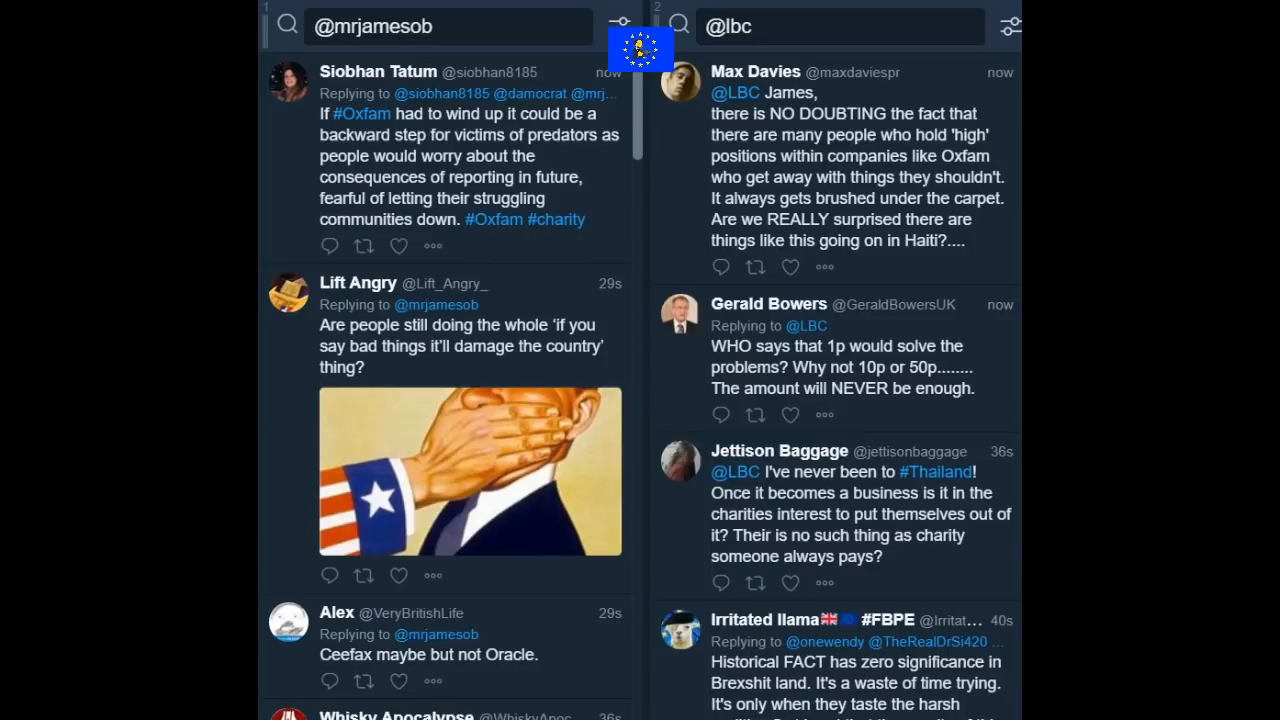 1
@mrjamesob
Siobhan Tatum @siobhan8185 now
Replying to @siobhan8185 @damocrat @mrj...
If #Oxfam had to wind up it could be a
backward step for victims of predators as
people would worry about the
consequences of reporting in future,
fearful of letting their struggling
communities down. #Oxfam #charity
Lift Angry @Lift_Angry_ 29s
Replying to @mrjamesob
Are people still doing the whole ‘if you
say bad things it’ll damage the country’
thing?
Alex @VeryBritishLife 29s
Replying to @mrjamesob
Ceefax maybe but not Oracle.
Whisky Apocalypse @WhiskyApoc... 36s
2
@lbc
Max Davies @maxdaviespr now
@LBC James,
there is NO DOUBTING the fact that
there are many people who hold 'high'
positions within companies like Oxfam
who get away with things they shouldn't.
It always gets brushed under the carpet.
Are we REALLY surprised there are
things like this going on in Haiti?....
Gerald Bowers @GeraldBowersUK now
Replying to @LBC
WHO says that 1p would solve the
problems? Why not 10p or 50p........
The amount will NEVER be enough.
Jettison Baggage @jettisonbaggage 36s
@LBC I've never been to #Thailand!
Once it becomes a business is it in the
charities interest to put themselves out of
it? Their is no such thing as charity
someone always pays?
Irritated llama #FBPE @Irritat... 40s
Replying to @onewendy @TheRealDrSi420 ...
Historical FACT has zero significance in
Brexshit land. It's a waste of time trying.
It's only when they taste the harsh